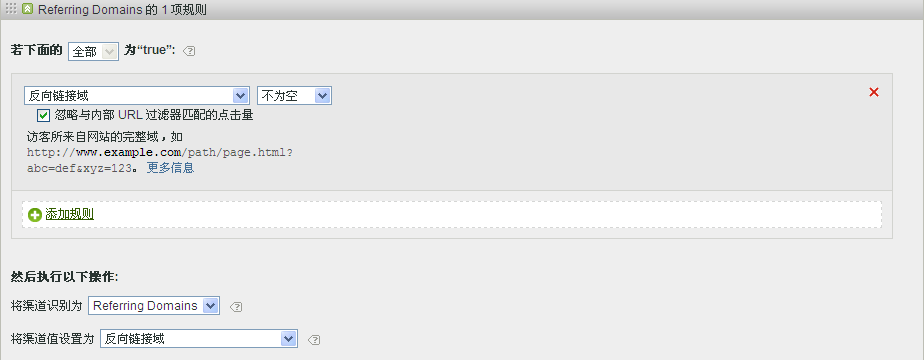 Referring Domains 的 1 项规则
若下面的 全部 为“true”:
反向链接域 不为空
忽略与内部 URL 过滤器匹配的点击量
访客所来自网站的完整域，如
http://www.example.com/path/page.html?
abc=def&xyz=123。 更多信息
添加规则
然后执行以下操作:
将渠道识别为 Referring Domains
将渠道值设置为 反向链接域